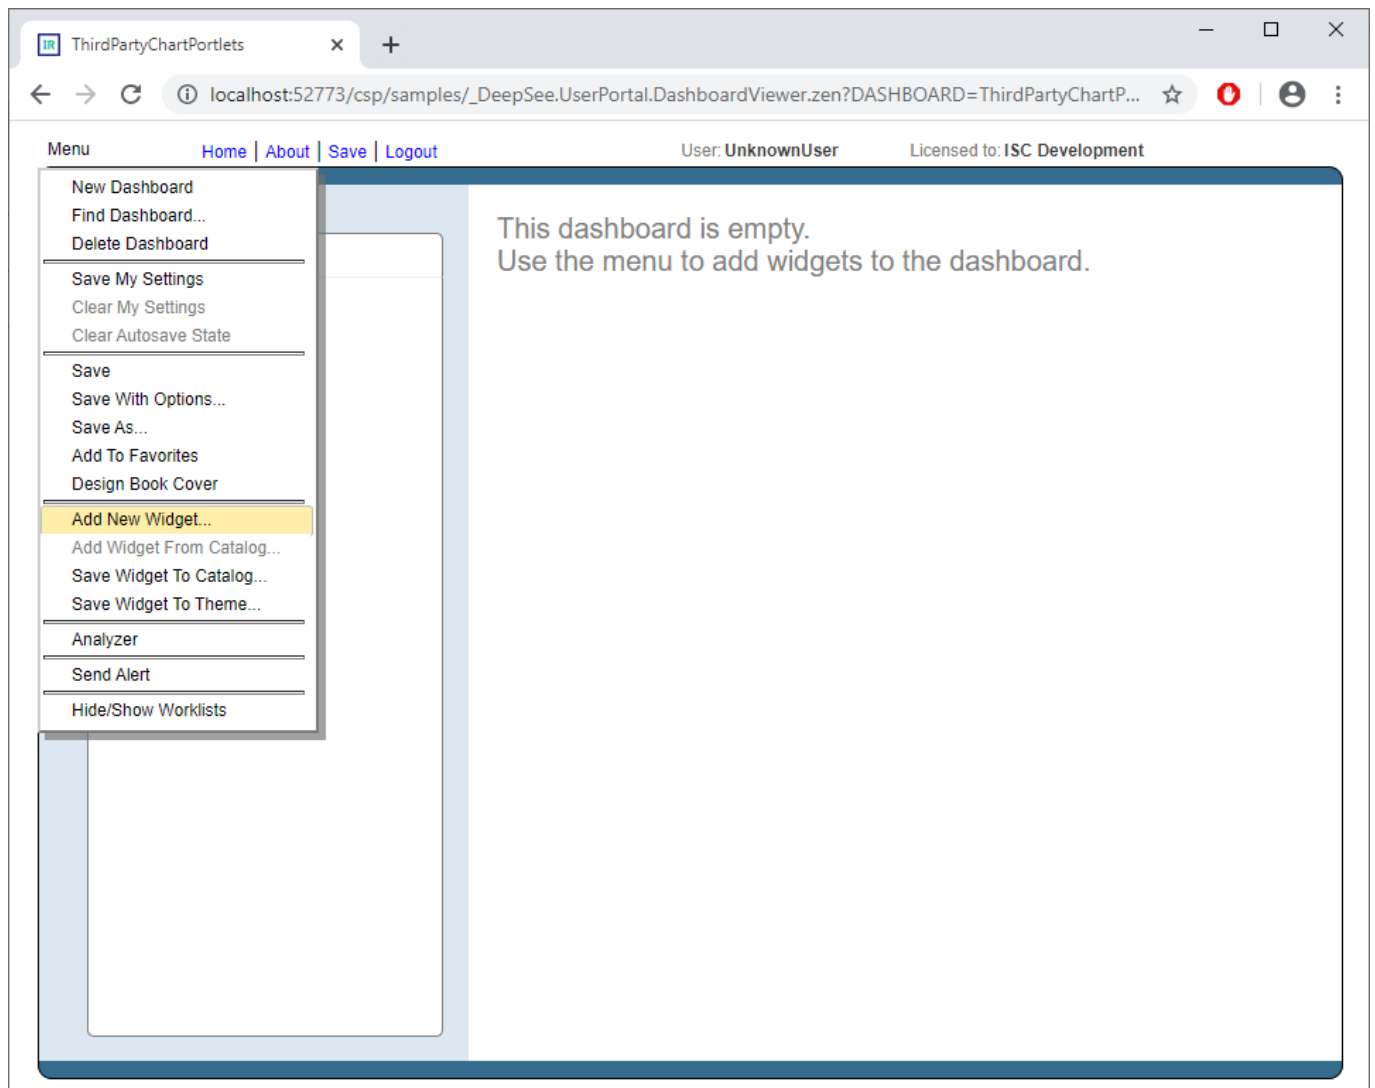 ThirdPartyChartPortlets
localhost:52773/csp/samples/_DeepSee.UserPortal.DashboardViewer.zen?DASHBOARD=ThirdPartyChartP...
Menu Home | About | Save | Logout User: UnknownUser Licensed to: ISC Development
New Dashboard
Find Dashboard...
Delete Dashboard
Save My Settings
Clear My Settings
Clear Autosave State
Save
Save With Options...
Save As...
Add To Favorites
Design Book Cover
Add New Widget...
Add Widget From Catalog...
Save Widget To Catalog...
Save Widget To Theme...
Analyzer
Send Alert
Hide/Show Worklists
This dashboard is empty.
Use the menu to add widgets to the dashboard.